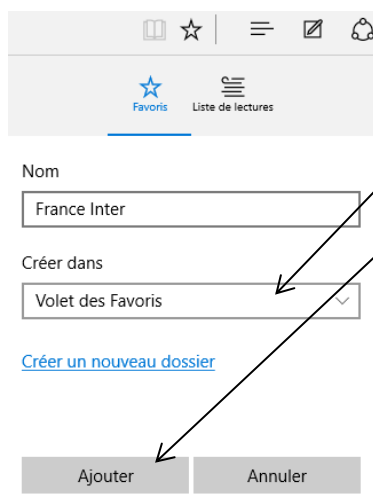 Favoris Liste de lectures
Nom
France Inter
Créer dans
Volet des Favoris
Créer un nouveau dossier
Ajouter Annuler